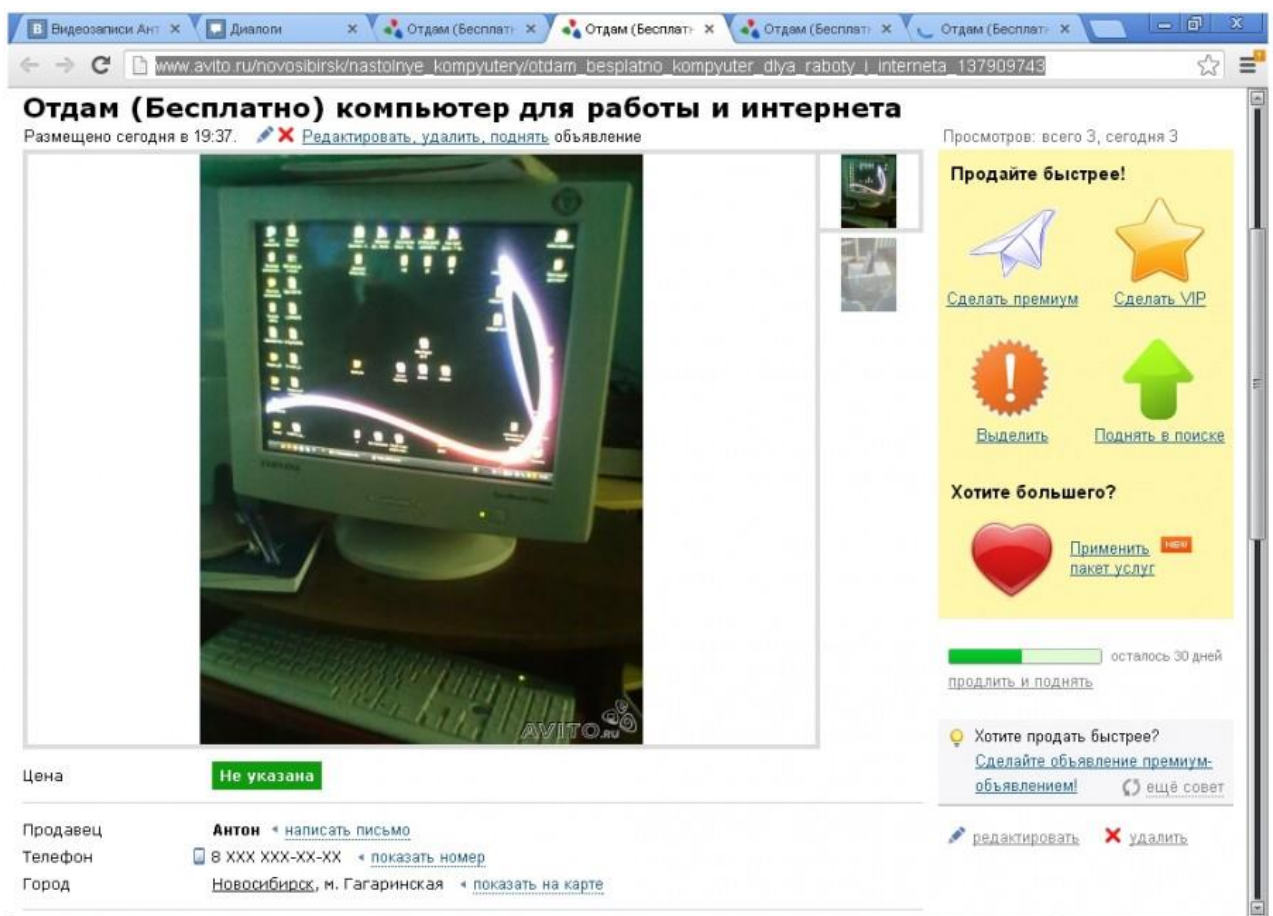 Видеозаписи Ант
Диалоги
Отдам (Бесплатн
Отдам (Бесплатн
Отдам (Бесплатн
Отдам (Бесплатн
www.avito.ru/novosibirsk/nastolnye_kompyutery/otdam_besplatno_kompyuter_dlya_raboty_i_interneta_137909743
Отдам (Бесплатно) компьютер для работы и интернета
Размещено сегодня в 19:37. Редактировать, удалить, поднять объявление
Просмотров: всего 3, сегодня 3
Продайте быстрее!
Сделать премиум
Сделать VIP
Выделить
Поднять в поиске
Хотите большего?
Применить NEW
пакет услуг
осталось 30 дней
продлить и поднять
Хотите продать быстрее?
Сделайте объявление премиум-
объявлением! ещё совет
редактировать удалить
AVITO.RU
Цена Не указана
Продавец Антон написать письмо
Телефон 8 XXX XXX-XX-XX показать номер
Город Новосибирск, м. Гагаринская показать на карте